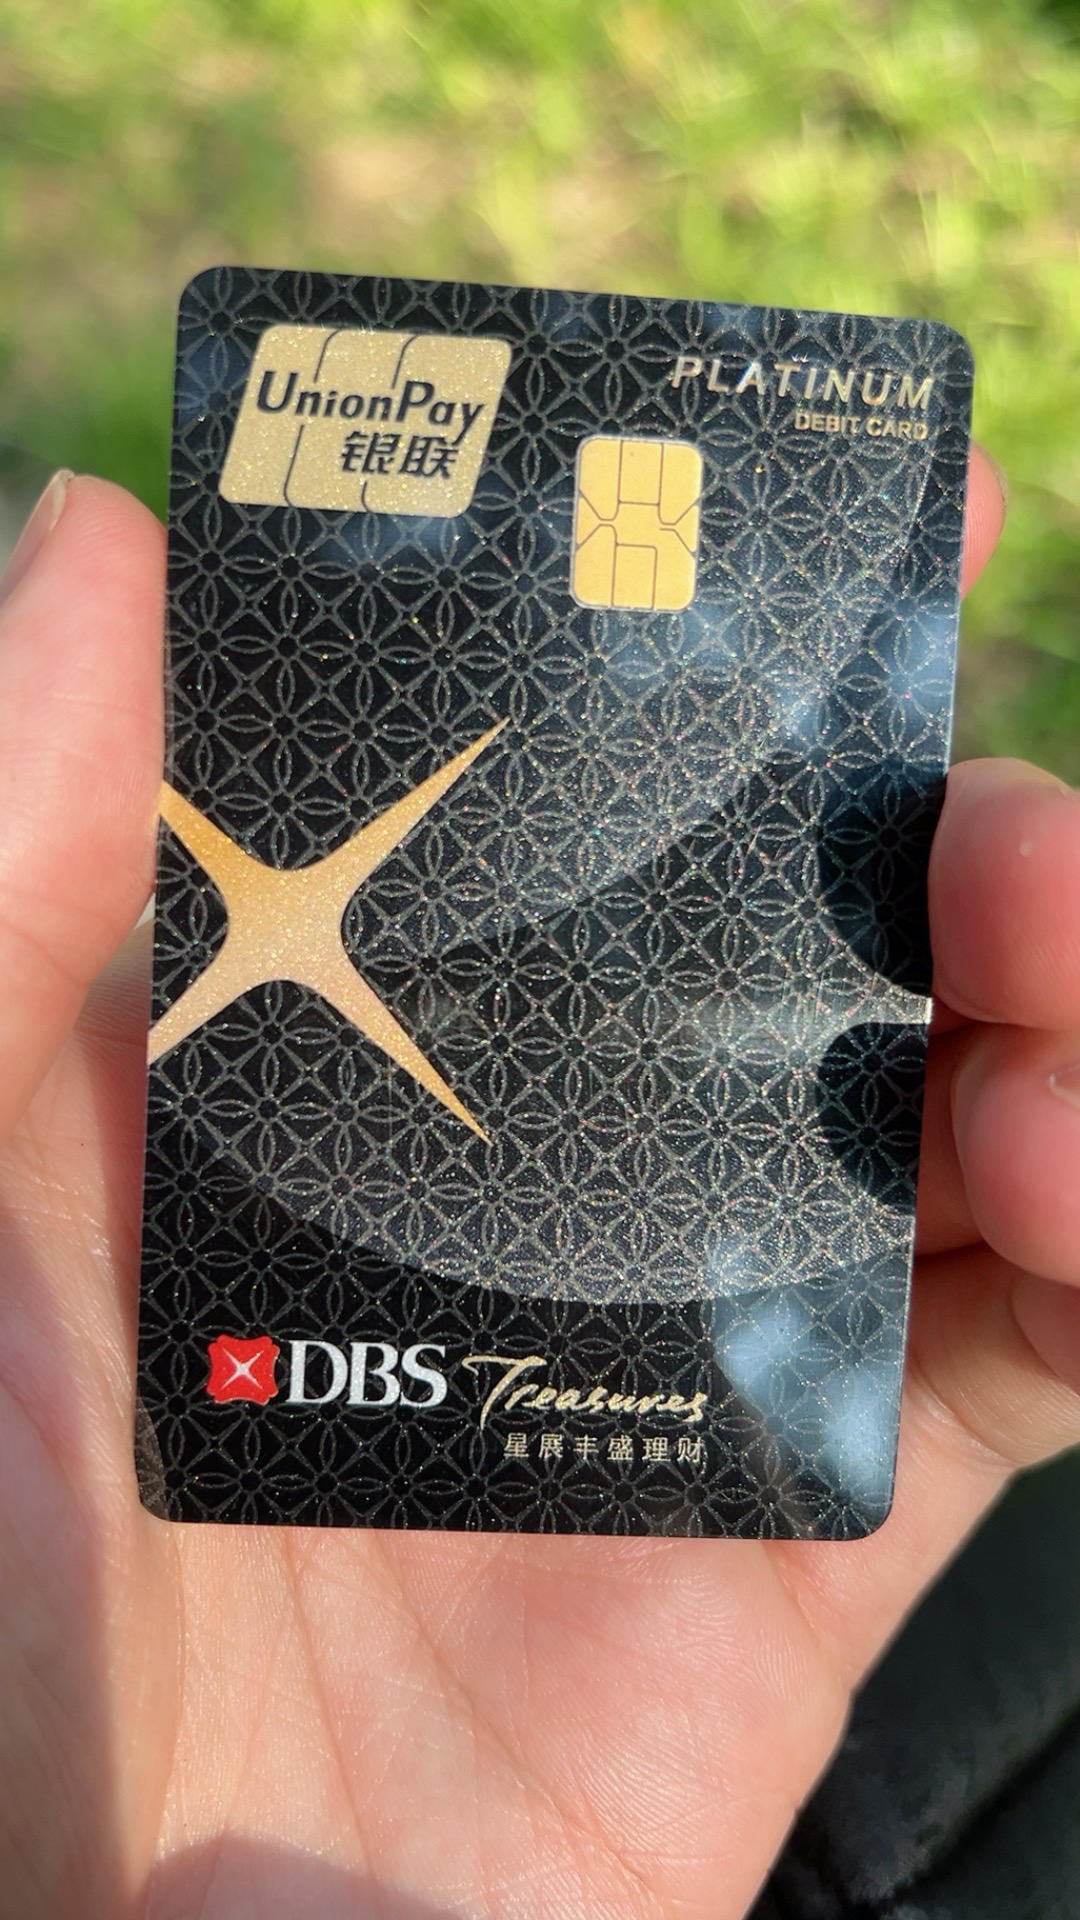 UnionPay
银联
PLATINUM
DEBIT CARD
DBS Treasures
星展丰盛理财